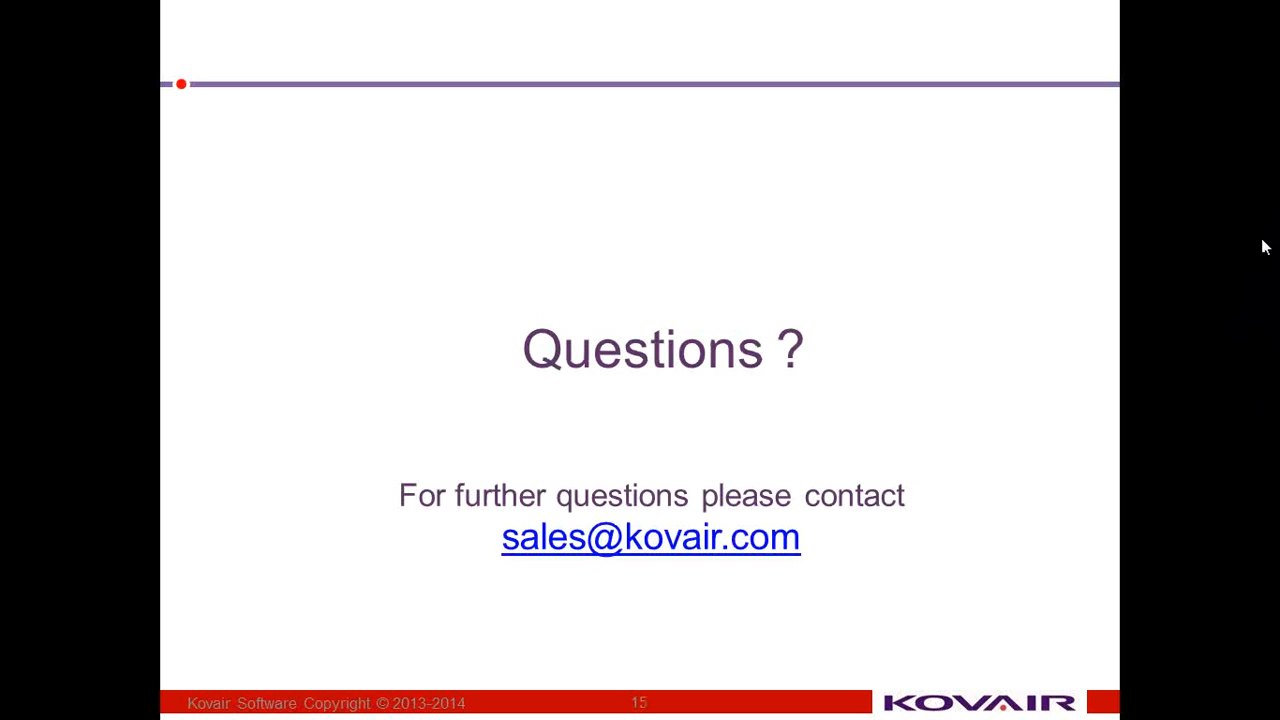 Questions ?
For further questions please contact
sales@kovair.com
Kovair Software Copyright © 2013-2014
15
KOVAIR